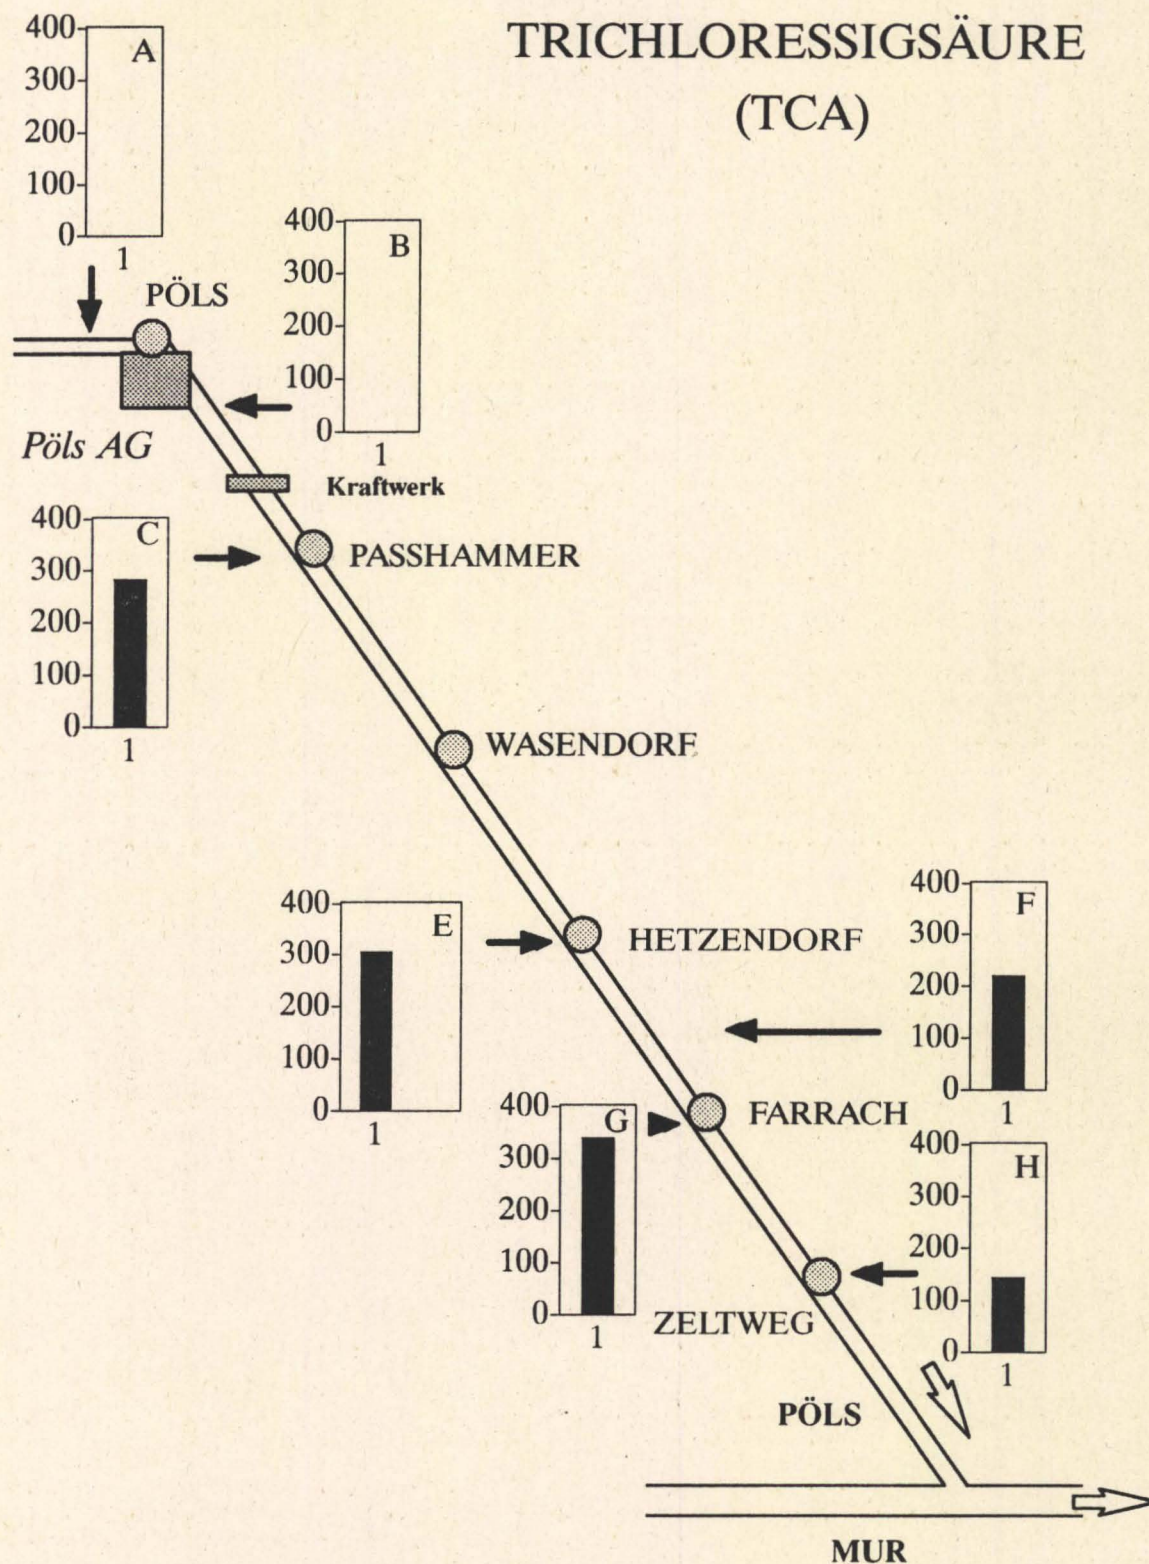 TRICHLORESSIGSÄURE
(TCA)
400
300
200
100
0
A
1
PÖLS
400
300
200
100
0
B
1
Pöls AG
Kraftwerk
400
300
200
100
0
C
1
PASSHAMMER
WASENDORF
400
300
200
100
0
E
1
HETZENDORF
400
300
200
100
0
F
1
400
300
200
100
0
G
1
FARRACH
400
300
200
100
0
H
1
ZELTWEG
PÖLS
MUR